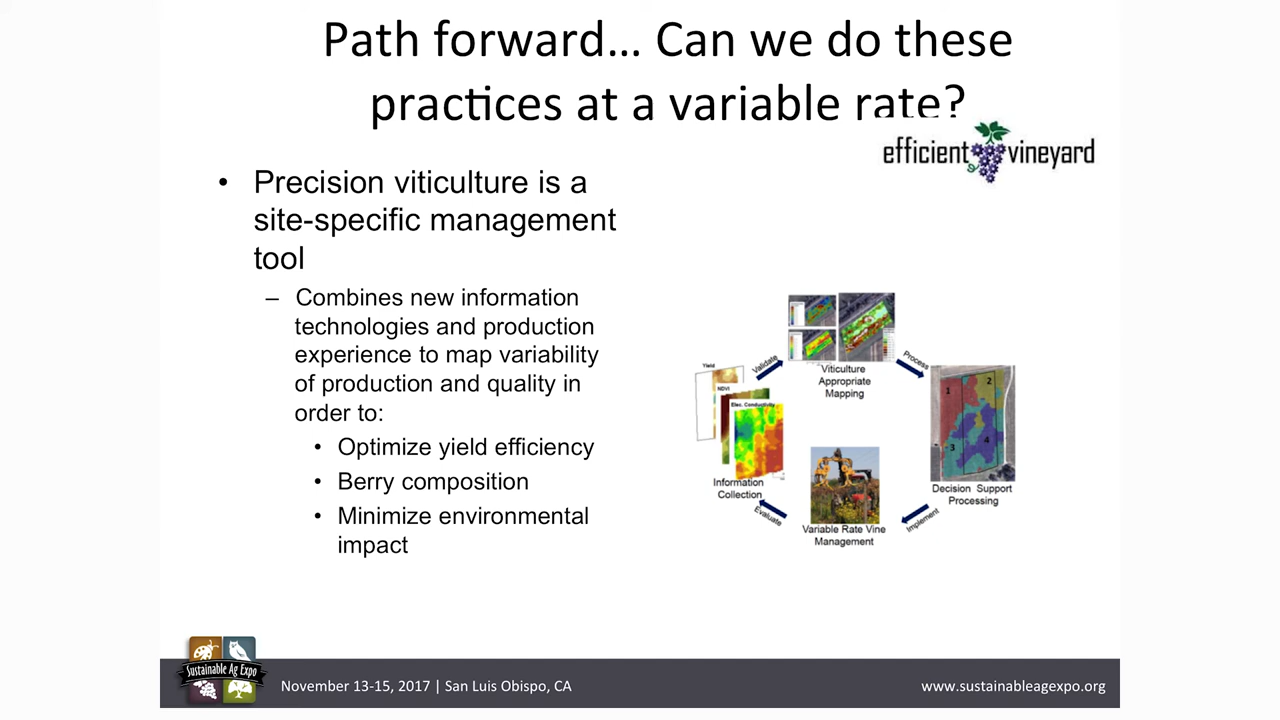 Path forward... Can we do these
practices at a variable rate?
efficient vineyard
• Precision viticulture is a
site-specific management
tool
– Combines new information
technologies and production
experience to map variability
of production and quality in
order to:
• Optimize yield efficiency
• Berry composition
• Minimize environmental
impact
Validate
Process
Viticulture
Appropriate
Mapping
Yield
NDVI
Elec. Conductivity
1
2
3
4
Information
Collection
Decision Support
Processing
Evaluate
Implement
Variable Rate Vine
Management
Sustainable Ag Expo
November 13-15, 2017 | San Luis Obispo, CA
www.sustainableagexpo.org